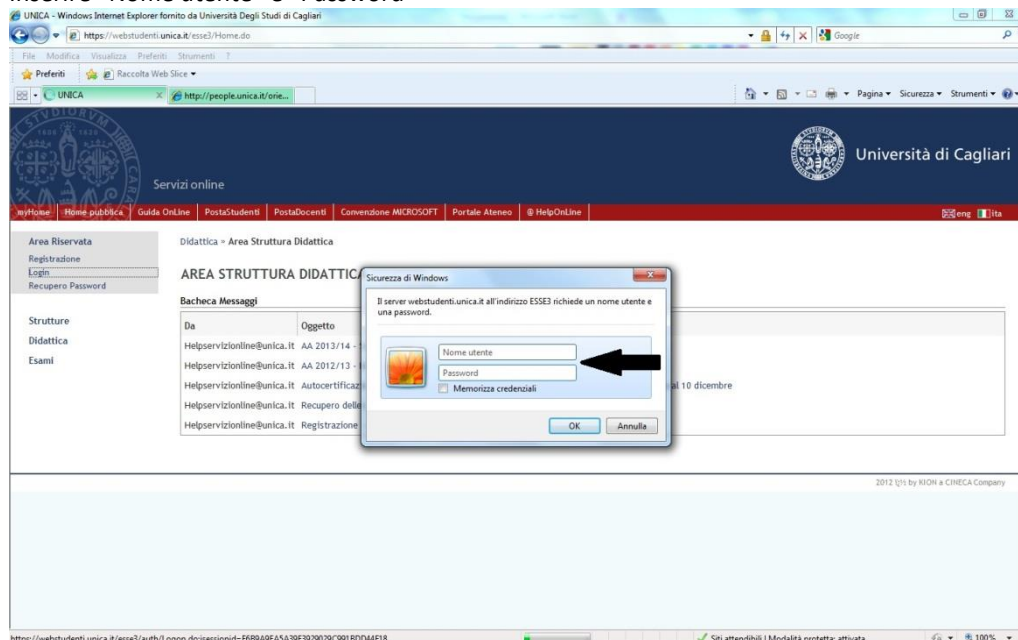 Inserire "Nome utente" e "Password"
UNICA - Windows Internet Explorer fornito da Università Degli Studi di Cagliari
https://webstudenti.unica.it/esse3/Home.do
Google
File Modifica Visualizza Preferiti Strumenti ?
Preferiti Raccolta Web Slice
UNICA http://people.unica.it/orie... Pagina Sicurezza Strumenti
Università di Cagliari
Servizi online
myHome Home pubblica Guida OnLine PostaStudenti PostaDocenti Convenzione MICROSOFT Portale Ateneo @ HelpOnLine eng ita
Area Riservata
Registrazione
Login
Recupero Password
Strutture
Didattica
Esami
Didattica » Area Struttura Didattica
AREA STRUTTURA DIDATTICA
Bacheca Messaggi
Da Oggetto
Helpservizionline@unica.it AA 2013/14 -
Helpservizionline@unica.it AA 2012/13 -
Helpservizionline@unica.it Autocertificaz al 10 dicembre
Helpservizionline@unica.it Recupero delle
Helpservizionline@unica.it Registrazione
Sicurezza di Windows
Il server webstudenti.unica.it all'indirizzo ESSE3 richiede un nome utente e
una password.
Nome utente
Password
Memorizza credenziali
OK Annulla
2012 ï¿½ by KION a CINECA Company
Siti attendibili | Modalità protetta: attivata 100%